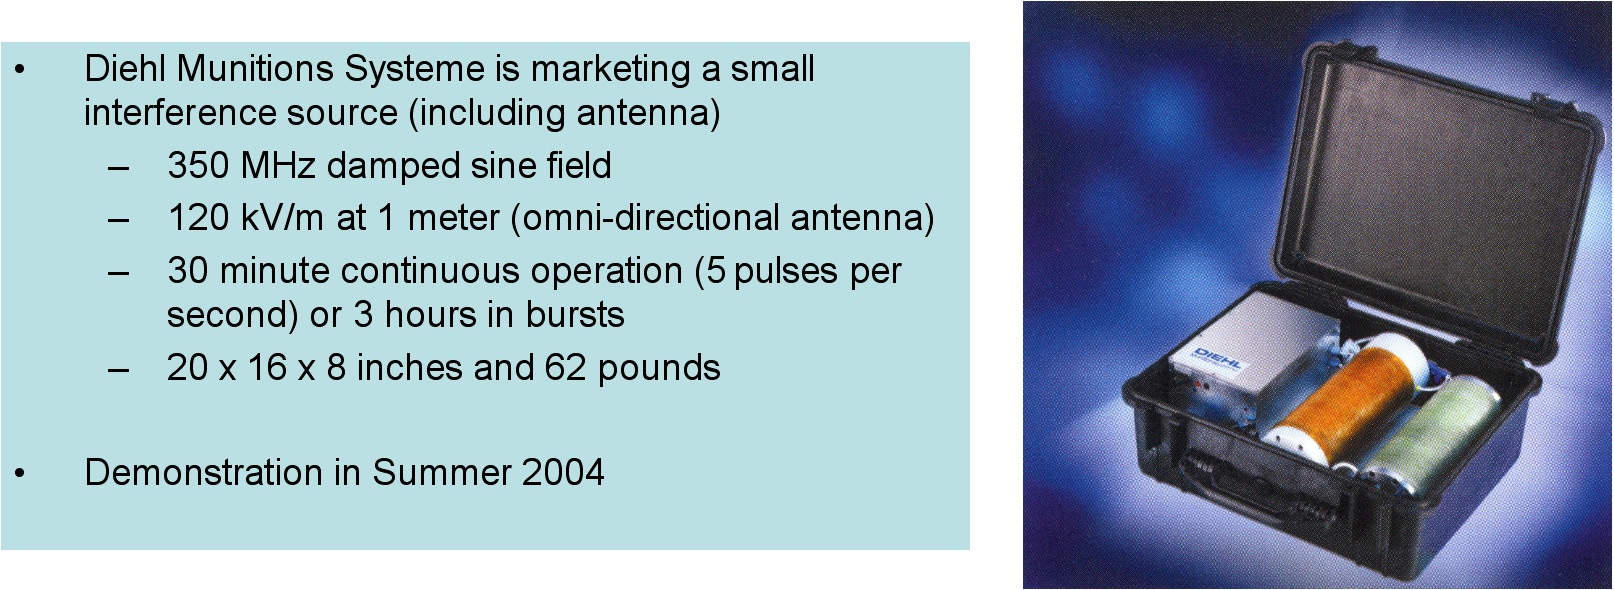 • Diehl Munitions Systeme is marketing a small
interference source (including antenna)
– 350 MHz damped sine field
– 120 kV/m at 1 meter (omni-directional antenna)
– 30 minute continuous operation (5 pulses per
second) or 3 hours in bursts
– 20 x 16 x 8 inches and 62 pounds
• Demonstration in Summer 2004
DIEHL